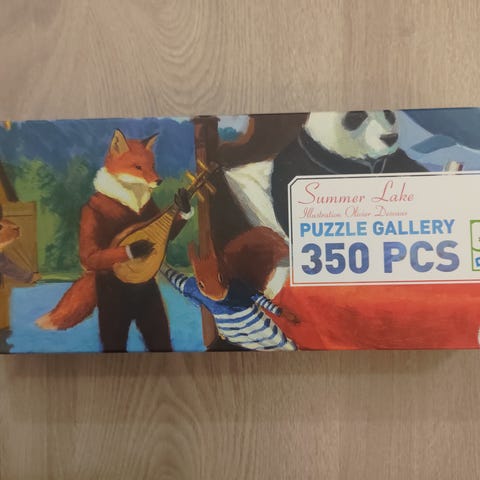 Summer Lake
Illustration Olivier Desvaux
PUZZLE GALLERY
350 PCS